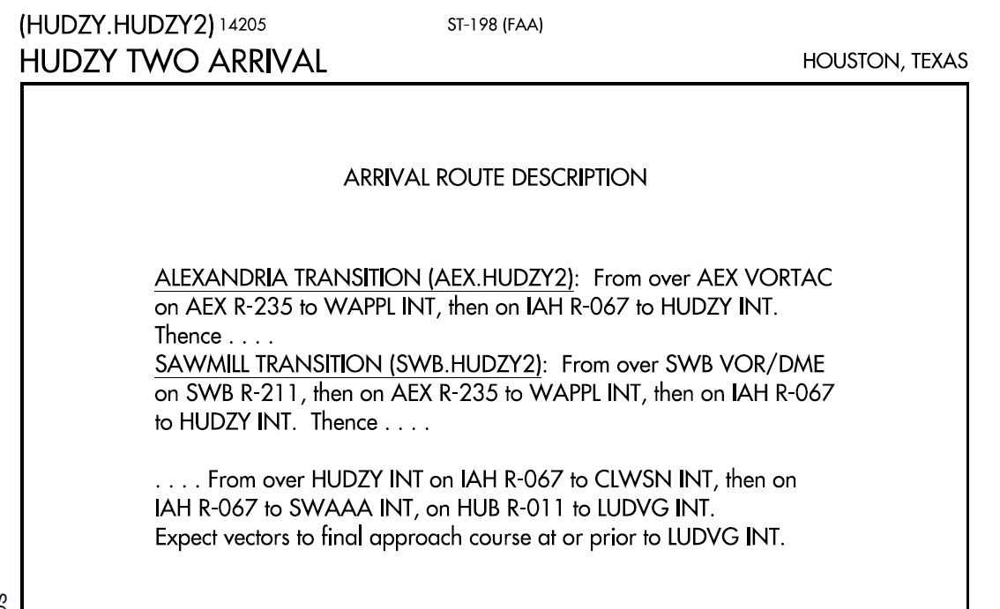 (HUDZY.HUDZY2) 14205 ST-198 (FAA)
HUDZY TWO ARRIVAL HOUSTON, TEXAS
ARRIVAL ROUTE DESCRIPTION
ALEXANDRIA TRANSITION (AEX.HUDZY2): From over AEX VORTAC
on AEX R-235 to WAPPL INT, then on IAH R-067 to HUDZY INT.
Thence . . . .
SAWMILL TRANSITION (SWB.HUDZY2): From over SWB VOR/DME
on SWB R-211, then on AEX R-235 to WAPPL INT, then on IAH R-067
to HUDZY INT. Thence . . . .
. . . . From over HUDZY INT on IAH R-067 to CLWSN INT, then on
IAH R-067 to SWAAA INT, on HUB R-011 to LUDVG INT.
Expect vectors to final approach course at or prior to LUDVG INT.